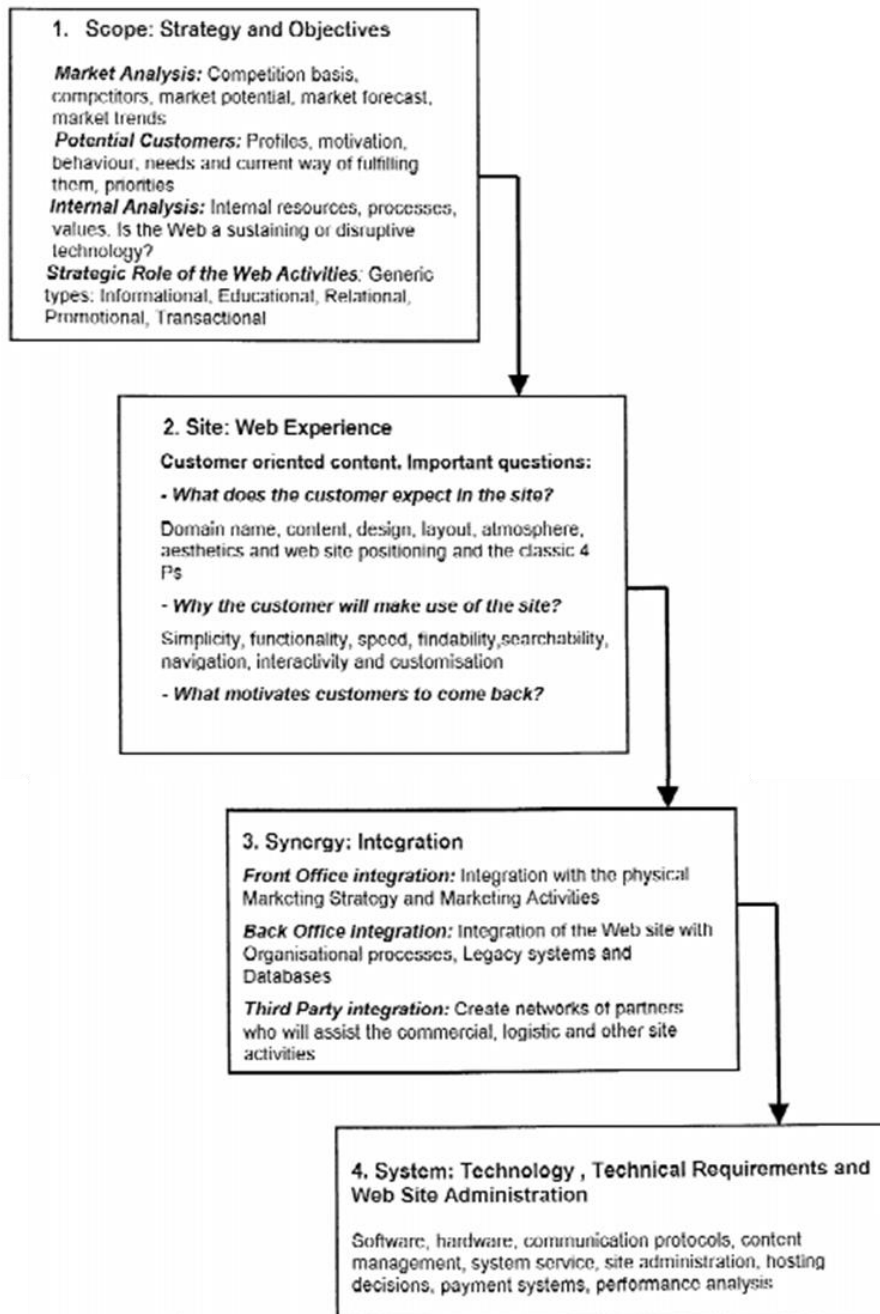 1. Scope: Strategy and Objectives
Market Analysis: Competition basis,
competitors, market potential, market forecast,
market trends
Potential Customers: Profiles, motivation,
behaviour, needs and current way of fulfilling
them, priorities
Internal Analysis: Internal resources, processes,
values. Is the Web a sustaining or disruptive
technology?
Strategic Role of the Web Activities: Generic
types: Informational, Educational, Relational,
Promotional, Transactional
2. Site: Web Experience
Customer oriented content. Important questions:
- What does the customer expect in the site?
Domain name, content, design, layout, atmosphere,
aesthetics and web site positioning and the classic 4
Ps
- Why the customer will make use of the site?
Simplicity, functionality, speed, findability,searchability,
navigation, interactivity and customisation
- What motivates customers to come back?
3. Synergy: Integration
Front Office integration: Integration with the physical
Marketing Strategy and Marketing Activities
Back Office Integration: Integration of the Web site with
Organisational processes, Legacy systems and
Databases
Third Party integration: Create networks of partners
who will assist the commercial, logistic and other site
activities
4. System: Technology , Technical Requirements and
Web Site Administration
Software, hardware, communication protocols, content
management, system service, site administration, hosting
decisions, payment systems, performance analysis